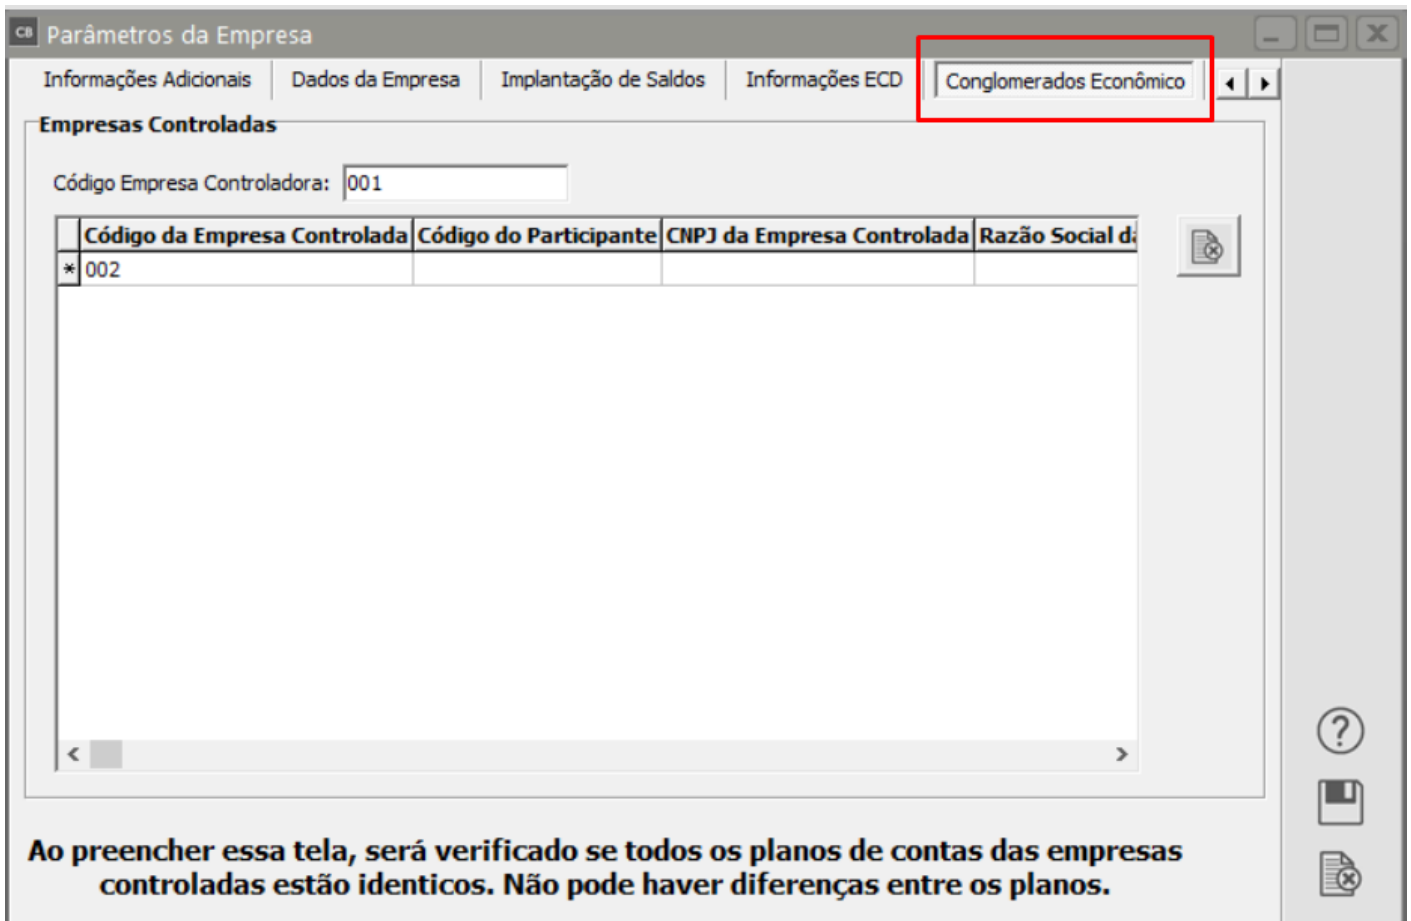 CB Parâmetros da Empresa
Informações Adicionais Dados da Empresa Implantação de Saldos Informações ECD Conglomerados Econômico
Empresas Controladas
Código Empresa Controladora: 001
Código da Empresa Controlada Código do Participante CNPJ da Empresa Controlada Razão Social da
* 002
Ao preencher essa tela, será verificado se todos os planos de contas das empresas
controladas estão identicos. Não pode haver diferenças entre os planos.